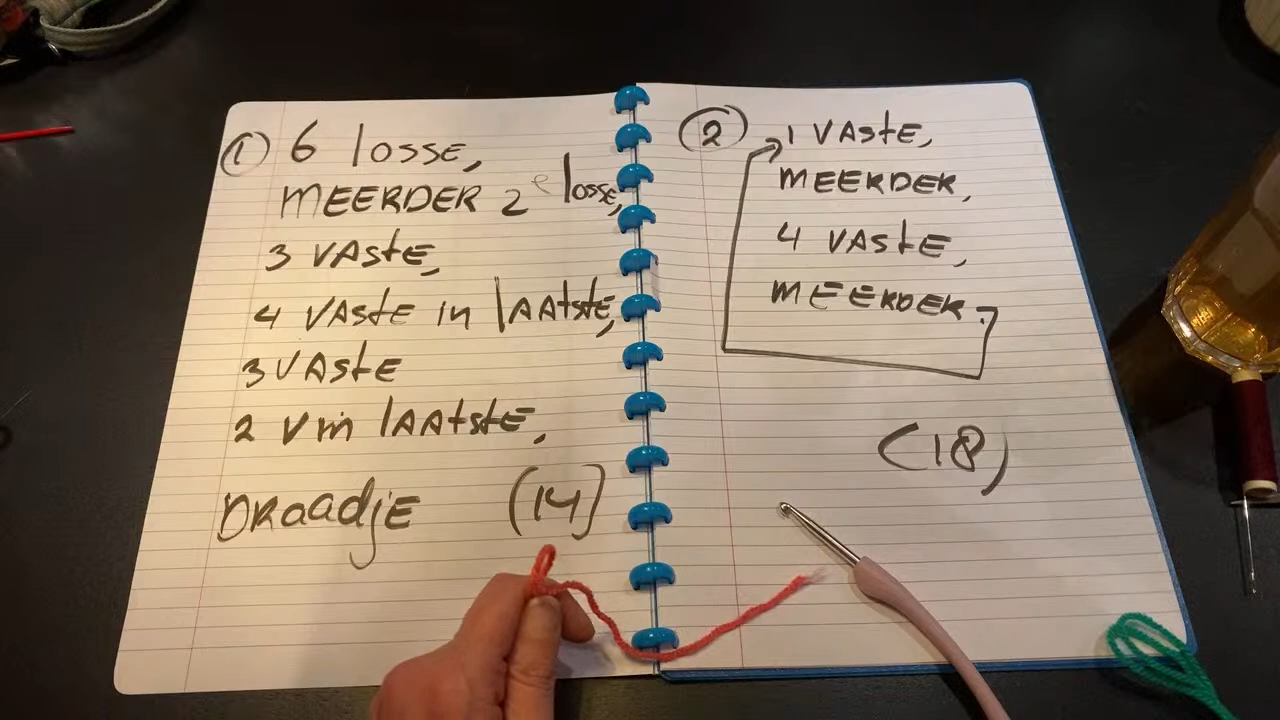 ① 6 losse,
MEERDER 2e losse,
3 VASTE,
4 VASTE IN LAATSTE,
3 VASTE
2 V in LAATSTE,
DRAADJE (14)
② 1 VASTE,
MEERDER,
4 VASTE,
MEERDER
(18)